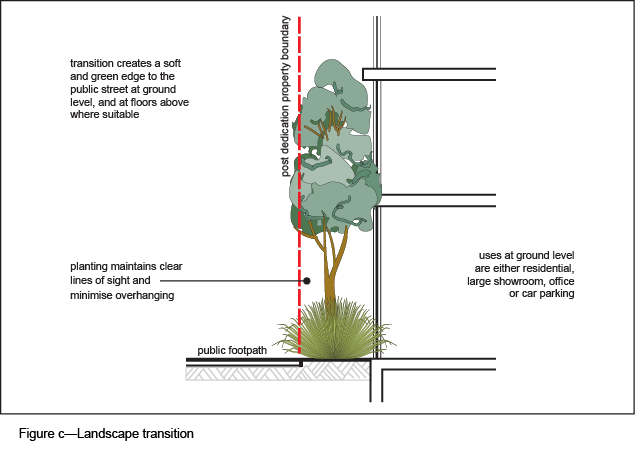 transition creates a soft
and green edge to the
public street at ground
level, and at floors above
where suitable
post dedication property boundary
planting maintains clear
lines of sight and
minimise overhanging
uses at ground level
are either residential,
large showroom, office
or car parking
public footpath
Figure c—Landscape transition